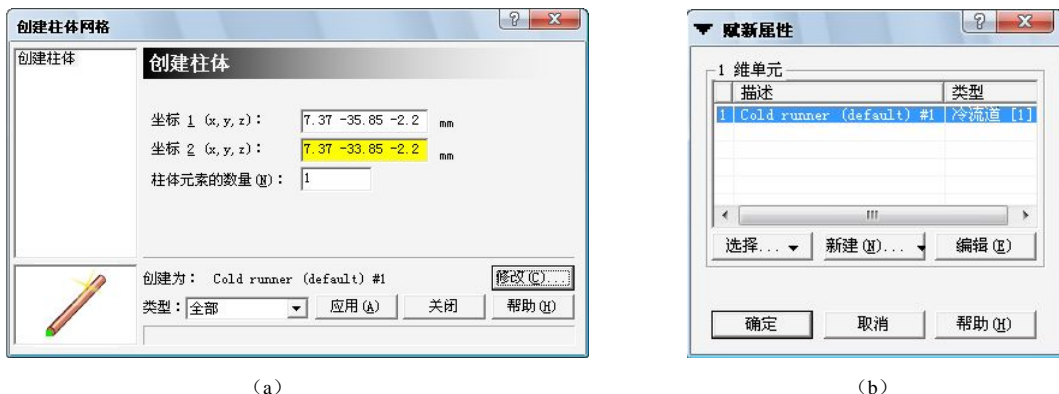 创建柱体网格
创建柱体
创建柱体
坐标 1 (x,y,z)： 7.37 -35.85 -2.2 mm
坐标 2 (x,y,z)： 7.37 -33.85 -2.2 mm
柱体元素的数量(N)： 1
创建为： Cold runner (default) #1 修改(C)...
类型：全部 应用(A) 关闭 帮助(H)
(a)
赋新属性
1 维单元
描述 类型
1 Cold runner (default) #1 冷流道 [1]
选择... 新建(N)... 编辑(E)
确定 取消 帮助(H)
(b)